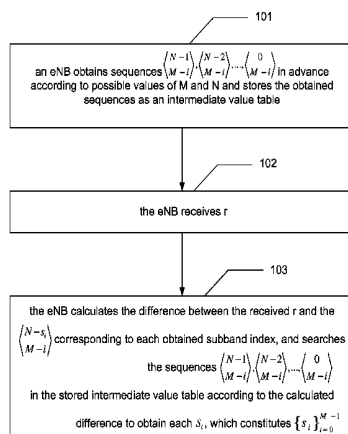 101
an eNB obtains sequences ⟨N−1 M−i⟩, ⟨N−2 M−i⟩, ..., ⟨0 M−i⟩ in advance
according to possible values of M and N and stores the obtained
sequences as an intermediate value table
102
the eNB receives r
103
the eNB calculates the difference between the received r and the
⟨N−s_i M−i⟩ corresponding to each obtained subband index, and searches
the sequences ⟨N−1 M−i⟩, ⟨N−2 M−i⟩, ..., ⟨0 M−i⟩
in the stored intermediate value table according to the calculated
difference to obtain each S_i, which constitutes {s_i}_{i=0}^{M−1}